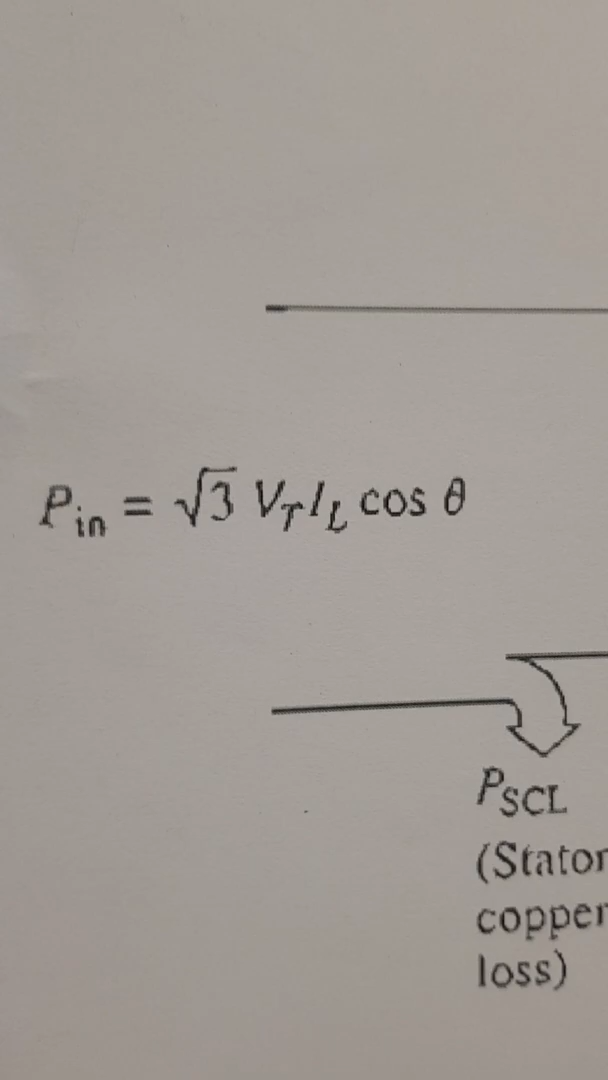 P_in = √3 V_T I_L cos θ
P_SCL
(Stator
copper
loss)